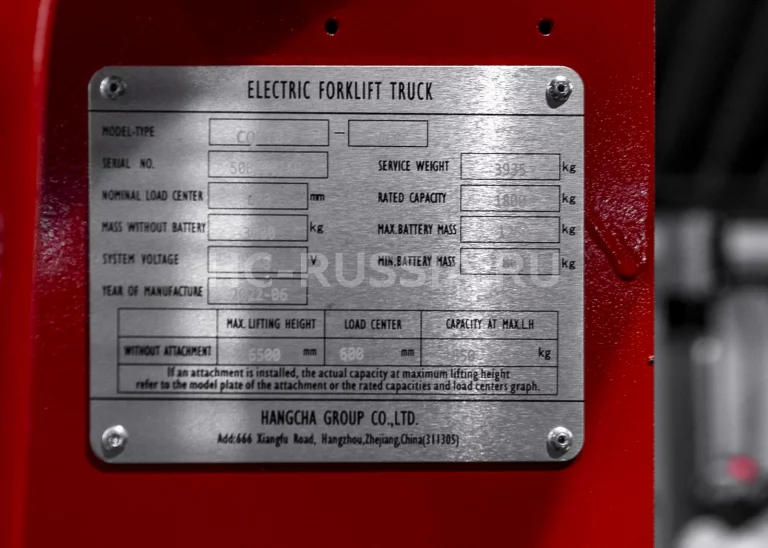 ELECTRIC FORKLIFT TRUCK
MODEL-TYPE –
SERIAL NO. SERVICE WEIGHT 3935 kg
NOMINAL LOAD CENTER mm RATED CAPACITY 1800 kg
MASS WITHOUT BATTERY kg MAX.BATTERY MASS kg
SYSTEM VOLTAGE V MIN.BATTERY MASS kg
HC-RUSSIA.RU
YEAR OF MANUFACTURE 2022-06
MAX. LIFTING HEIGHT LOAD CENTER CAPACITY AT MAX.L.H
WITHOUT ATTACHMENT 6500 mm 600 mm kg
If an attachment is installed, the actual capacity at maximum lifting height
refer to the model plate of the attachment or the rated capacities and load centers graph.
HANGCHA GROUP CO.,LTD.
Add:666 Xiangfu Road, Hangzhou,Zhejiang,China(311305)